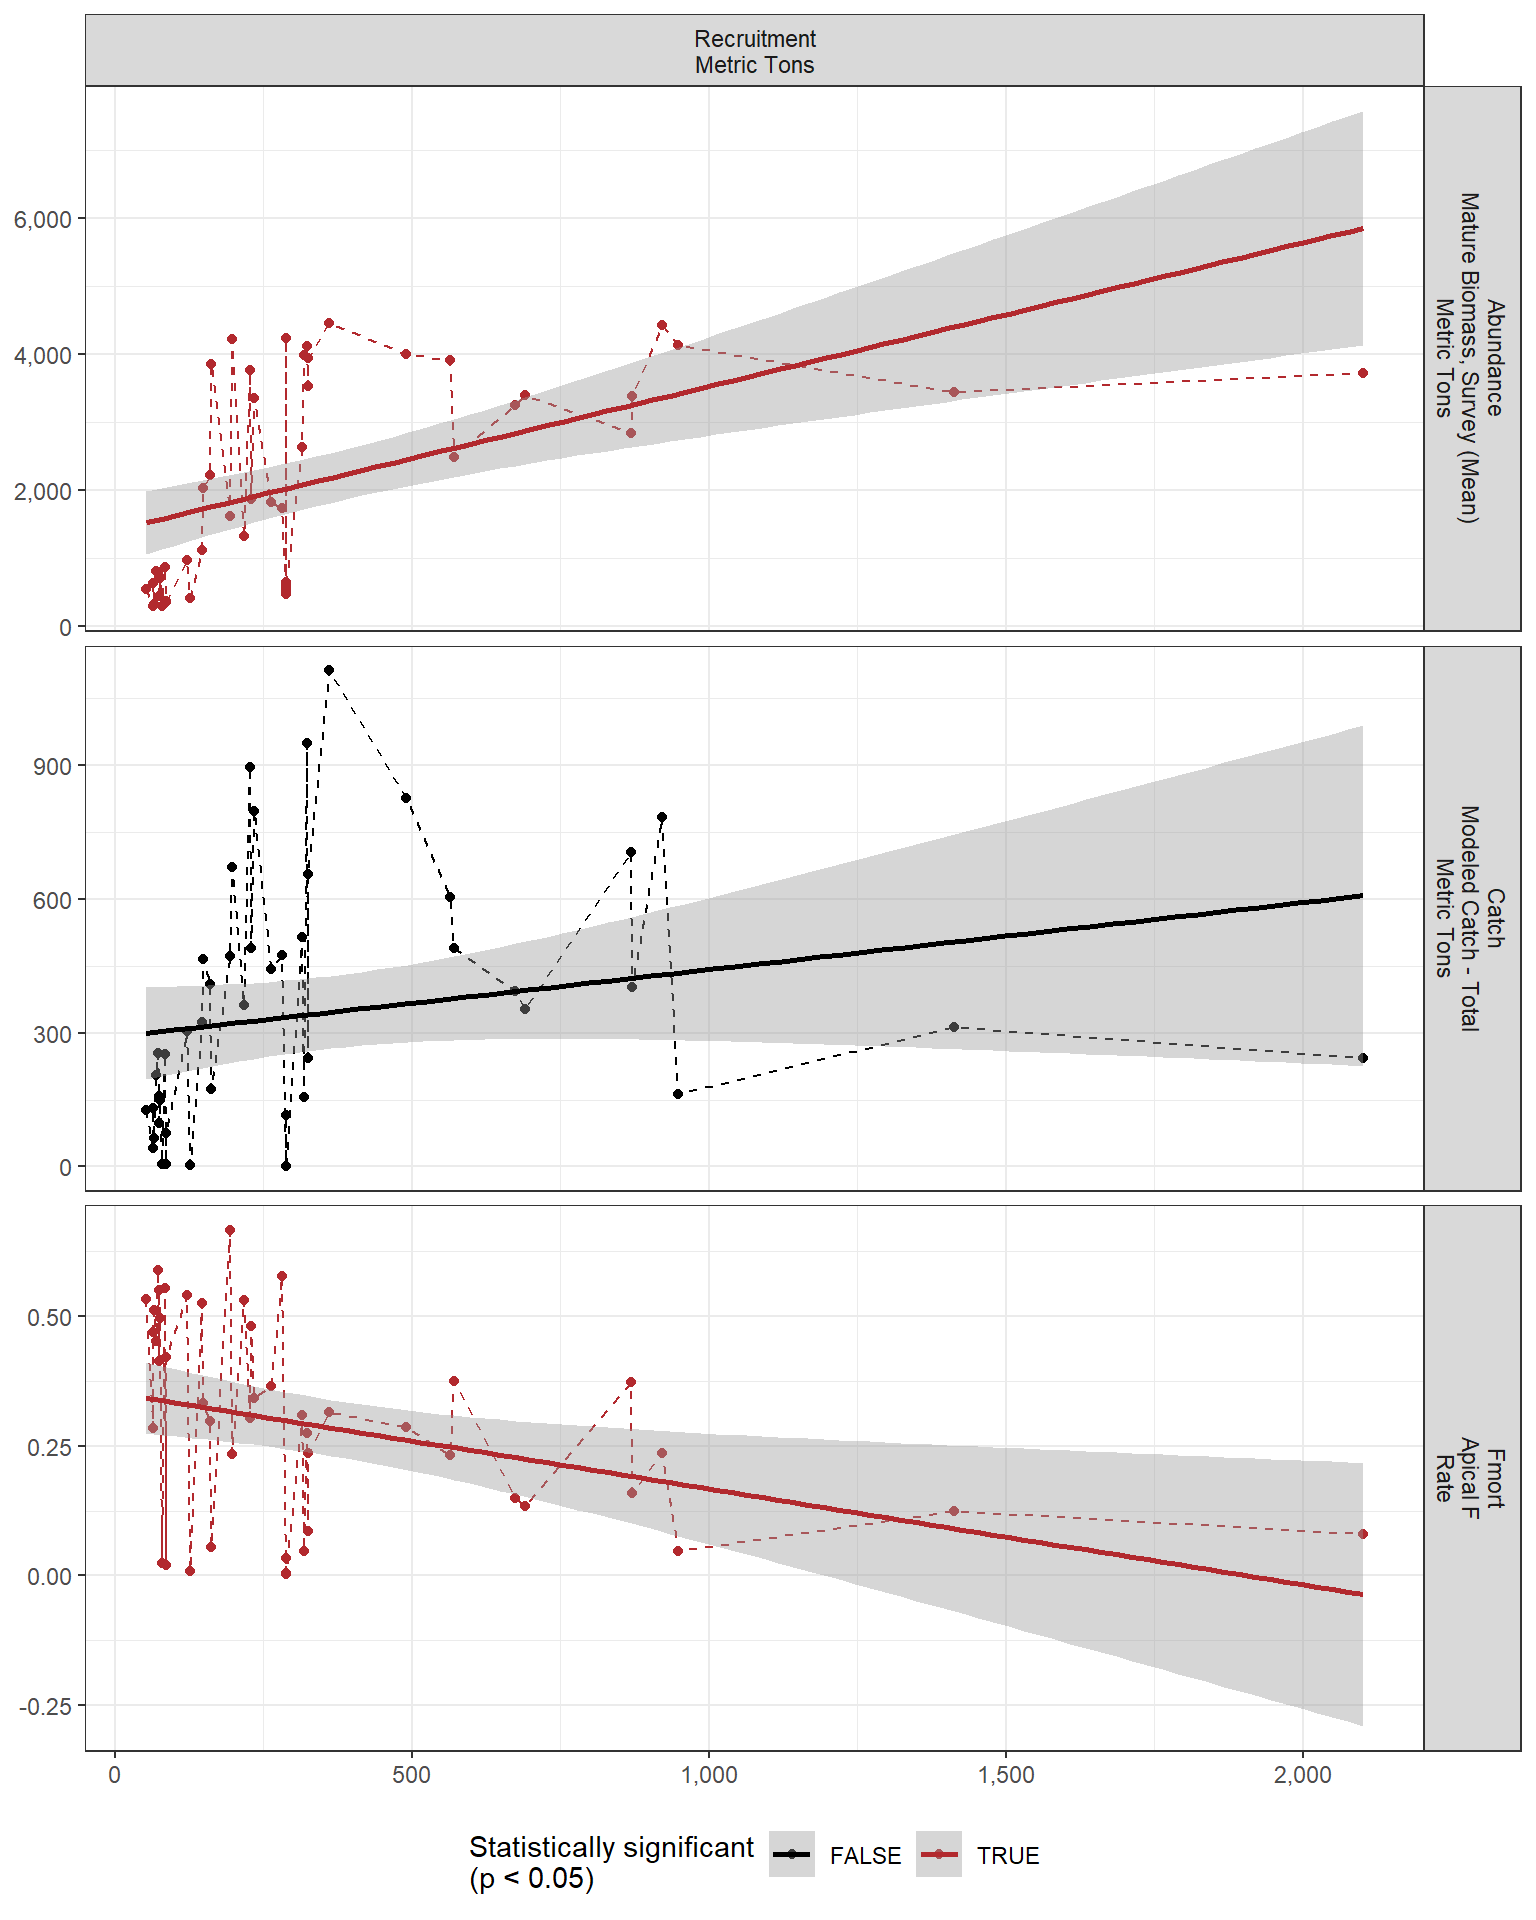 Recruitment
Metric Tons
6,000
4,000
2,000
0
Abundance
Mature Biomass, Survey (Mean)
Metric Tons
900
600
300
0
Catch
Modeled Catch - Total
Metric Tons
0.50
0.25
0.00
-0.25
Fmort
Apical F
Rate
0
500
1,000
1,500
2,000
Statistically significant
(p < 0.05)
FALSE
TRUE